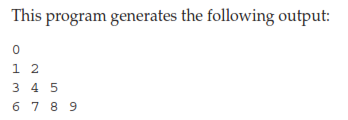 This program generates the following output:
0
1 2
3 4 5
6 7 8 9